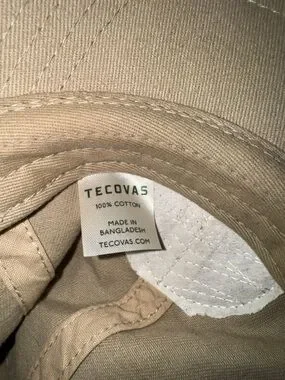 TECOVAS
100% COTTON
MADE IN
BANGLADESH
TECOVAS.COM